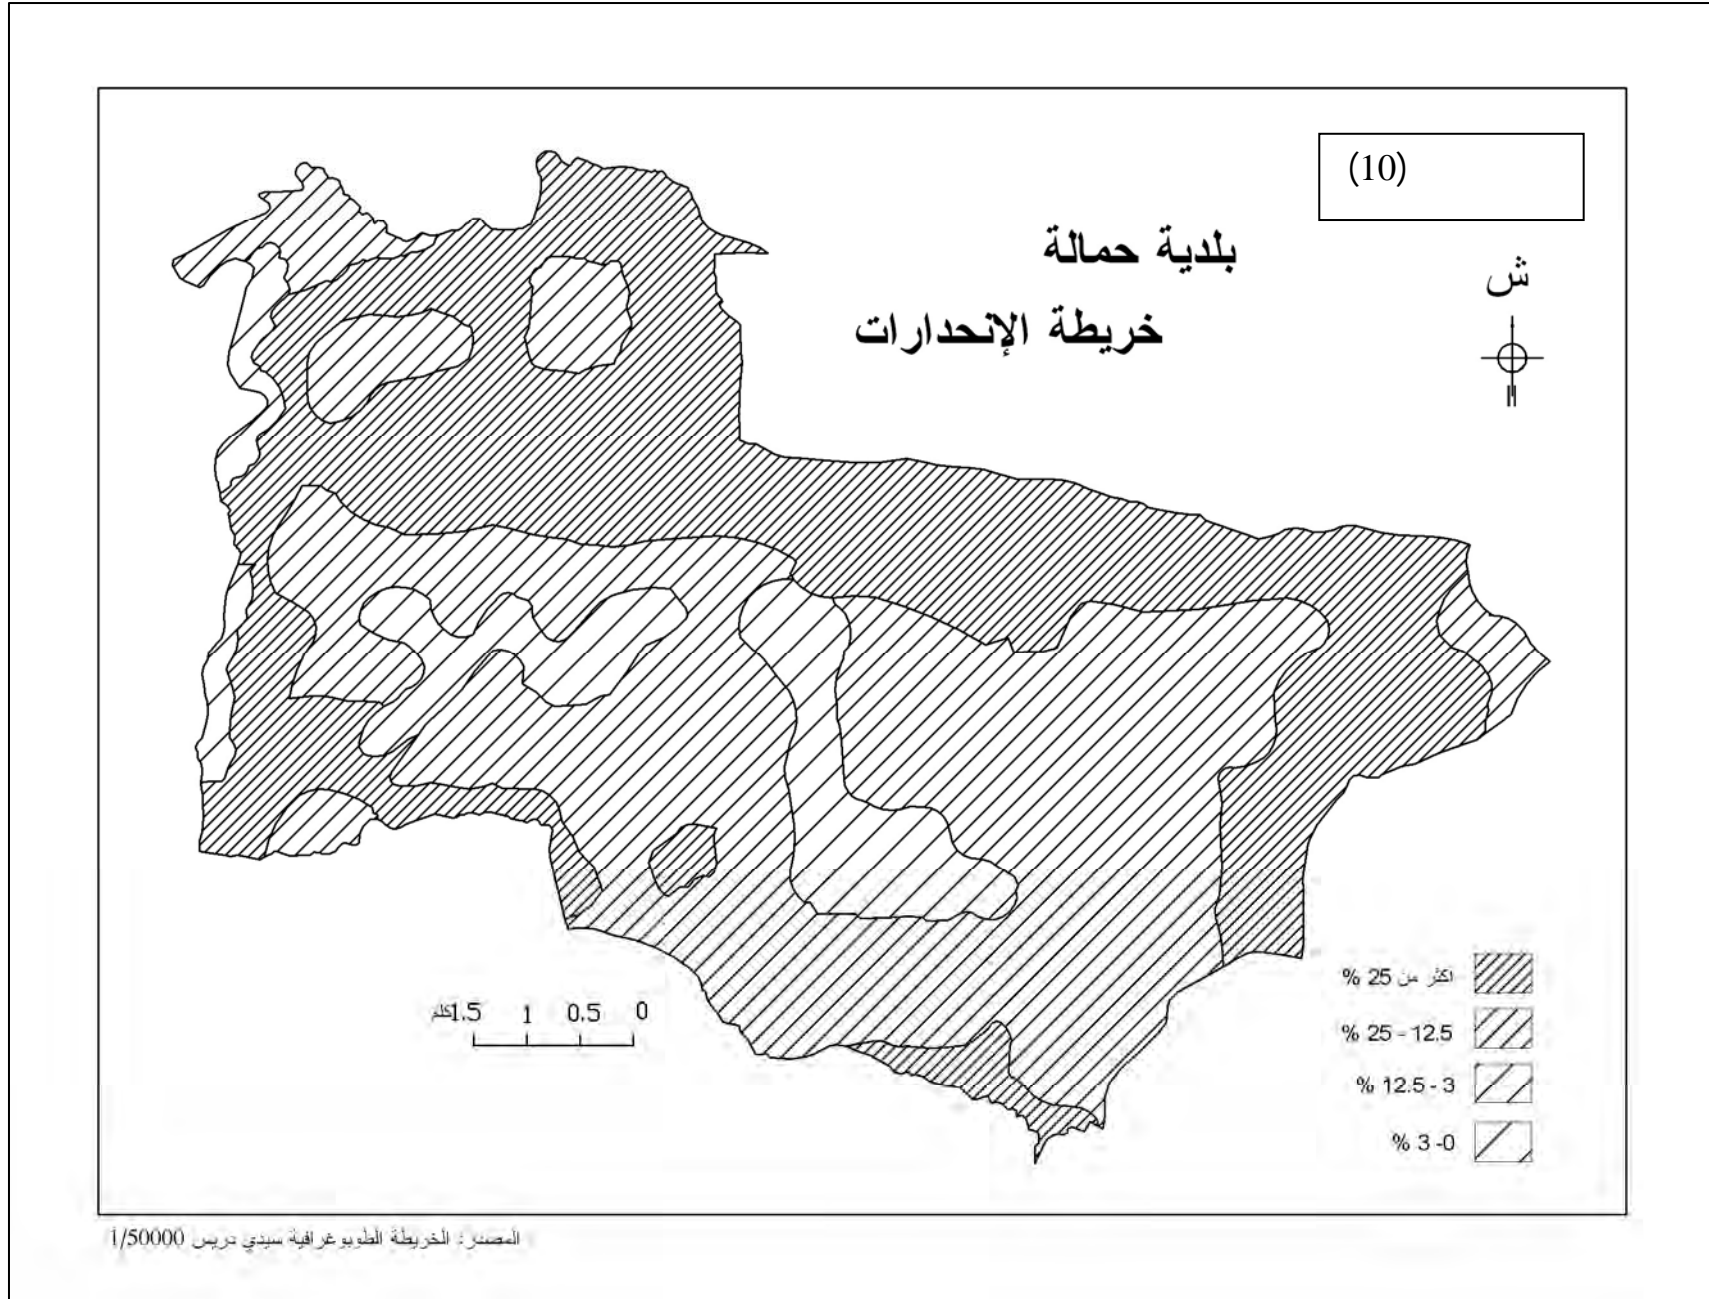 (10)
بلدية حمالة
خريطة الإنحدارات
ش
اكثر من 25 %
12.5 - 25 %
3 - 12.5 %
0- 3 %
0 0.5 1 1.5كلم
المصدر: الخريطة الطوبوغرافية سيدي دريس 1/50000